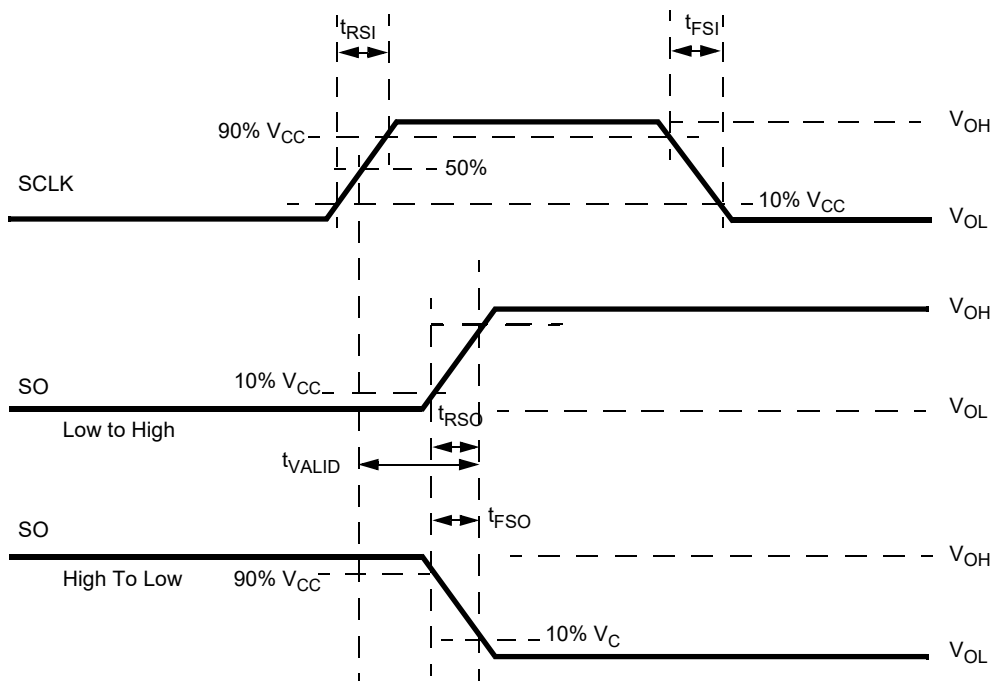 tRSI
tFSI
90% VCC
VOH
50%
SCLK
10% VCC
VOL
VOH
10% VCC
SO
tRSO
VOL
Low to High
tVALID
tFSO
SO
VOH
High To Low
90% VCC
10% VC
VOL